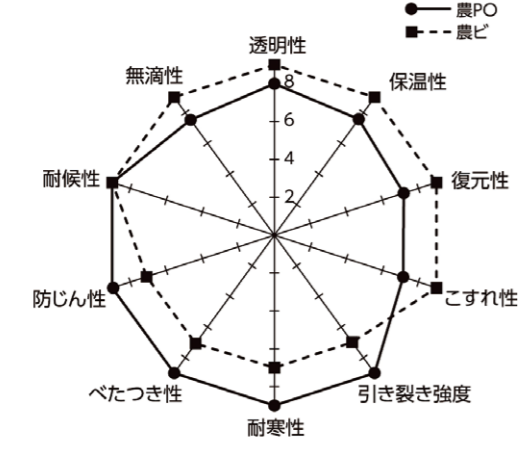 農PO
農ビ
透明性
無滴性
保温性
8
6
4
2
耐候性
復元性
防じん性
こすれ性
べたつき性
引き裂き強度
耐寒性